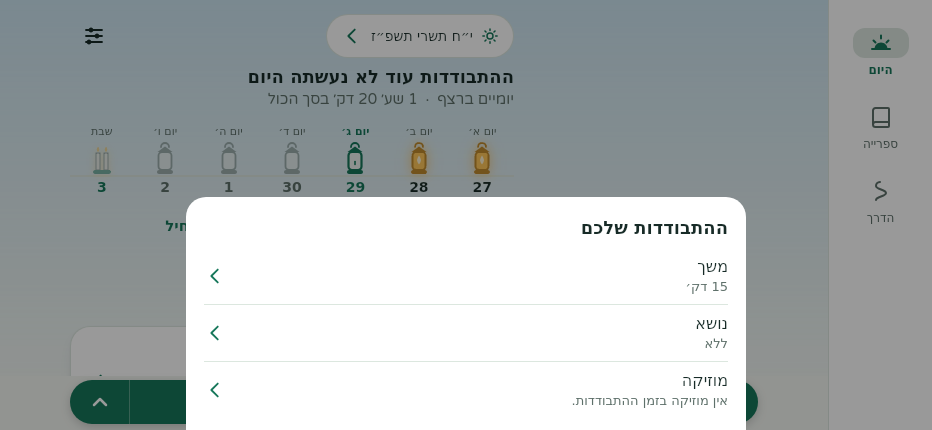 י״ח תשרי תשפ״ז
ההתבודדות עוד לא נעשתה היום
יומיים ברצף · 1 שע׳ 20 דק׳ בסך הכול
יום א׳ יום ב׳ יום ג׳ יום ד׳ יום ה׳ יום ו׳ שבת
27 28 29 30 1 2 3
היום
ספרייה
הדרך
ההתבודדות שלכם
משך
15 דק׳
נושא
ללא
מוזיקה
אין מוזיקה בזמן ההתבודדות.